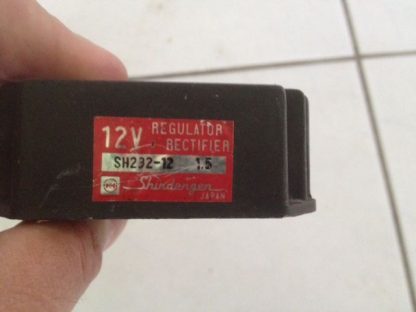 12V REGULATOR
RECTIFIER
SH232-12 1.5
Shindengen
JAPAN